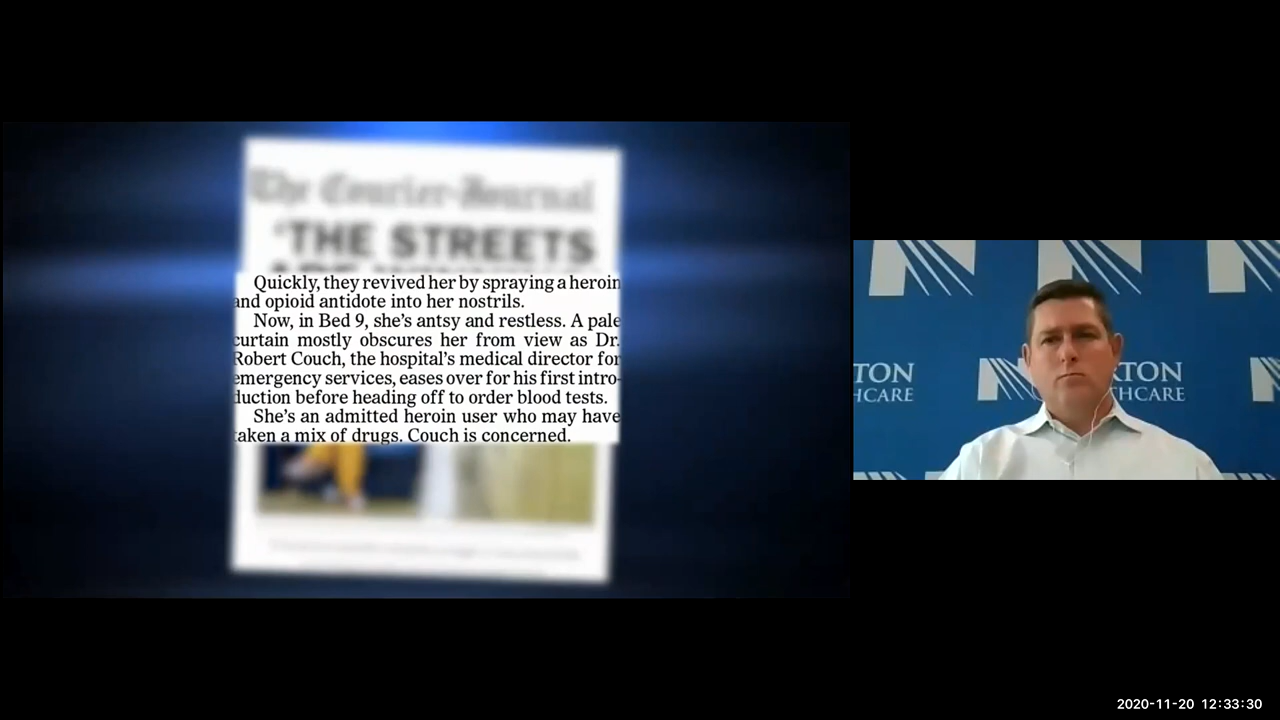 The Courier-Journal
'THE STREETS
Quickly, they revived her by spraying a heroin
and opioid antidote into her nostrils.
Now, in Bed 9, she's antsy and restless. A pale
curtain mostly obscures her from view as Dr.
Robert Couch, the hospital's medical director for
emergency services, eases over for his first intro-
duction before heading off to order blood tests.
She's an admitted heroin user who may have
taken a mix of drugs. Couch is concerned.
TON
HCARE
XTON
THCARE
2020-11-20 12:33:30